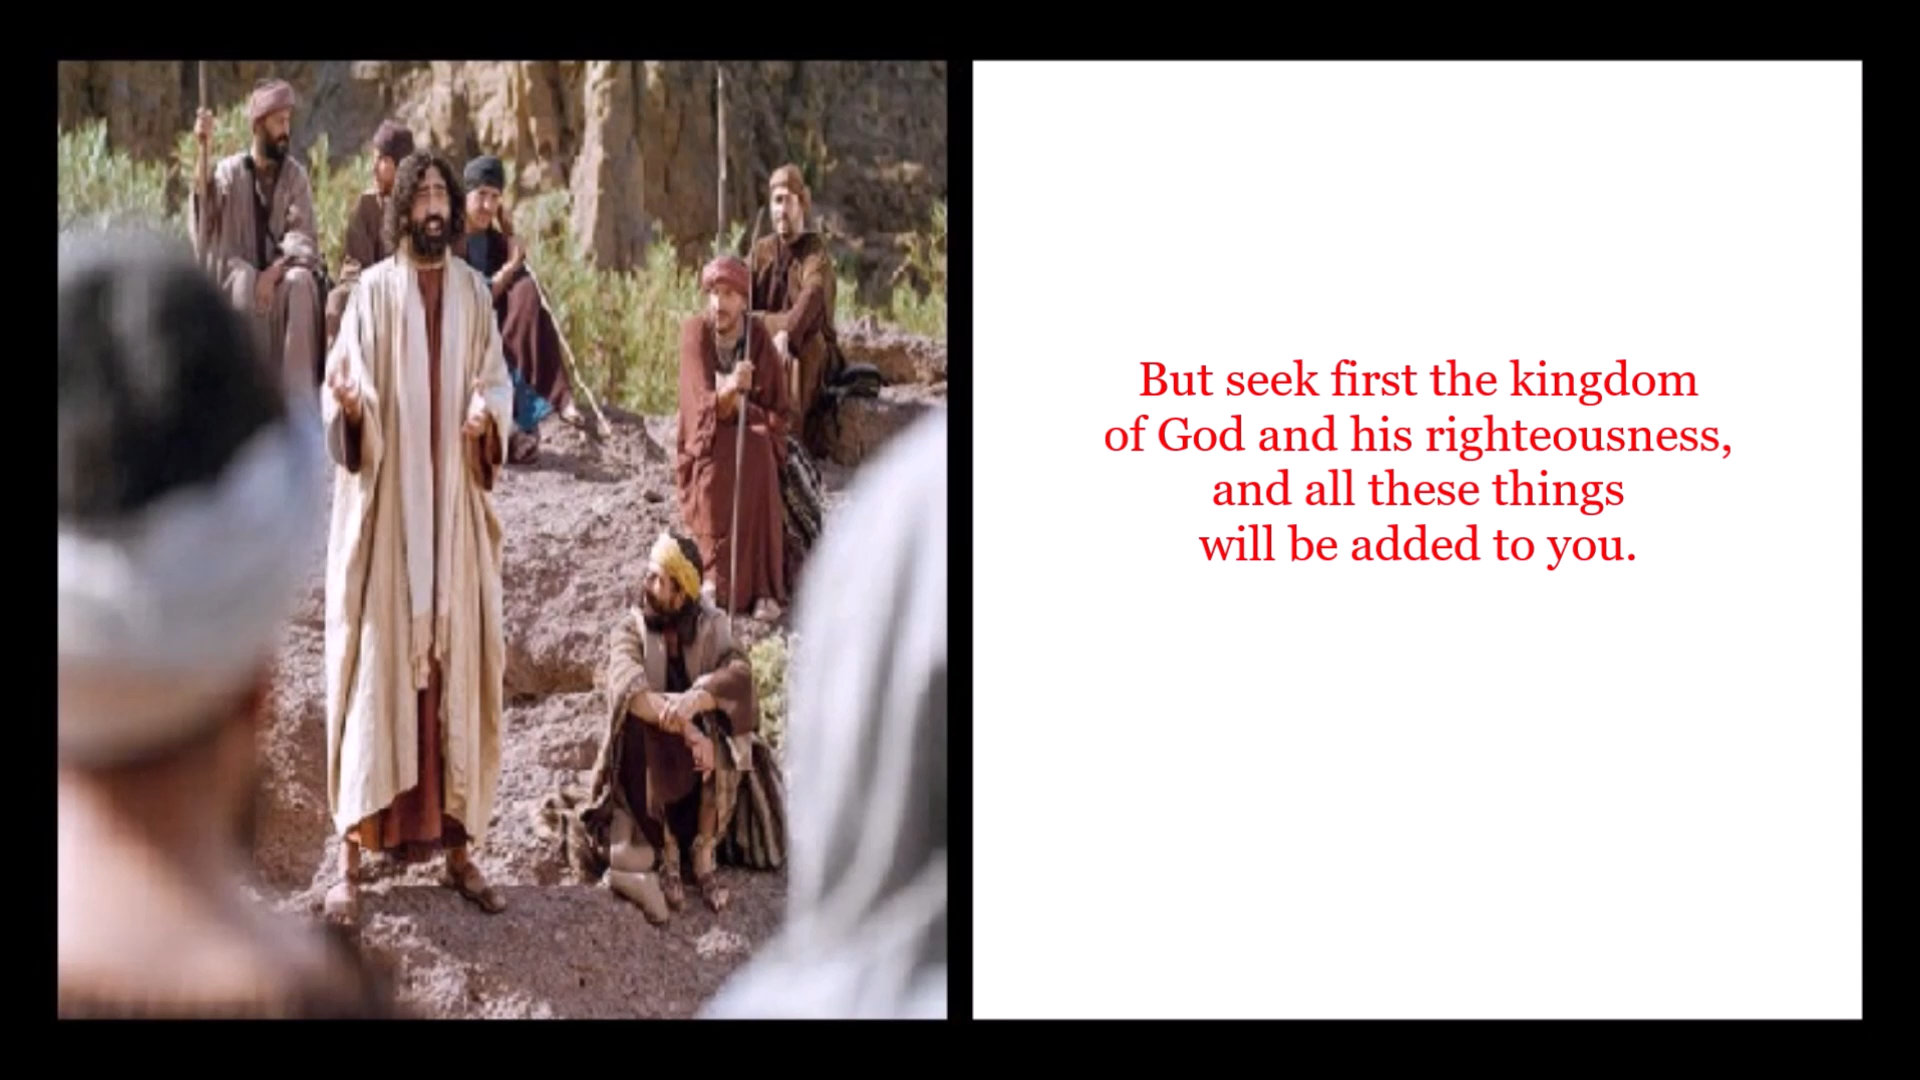 But seek first the kingdom
of God and his righteousness,
and all these things
will be added to you.